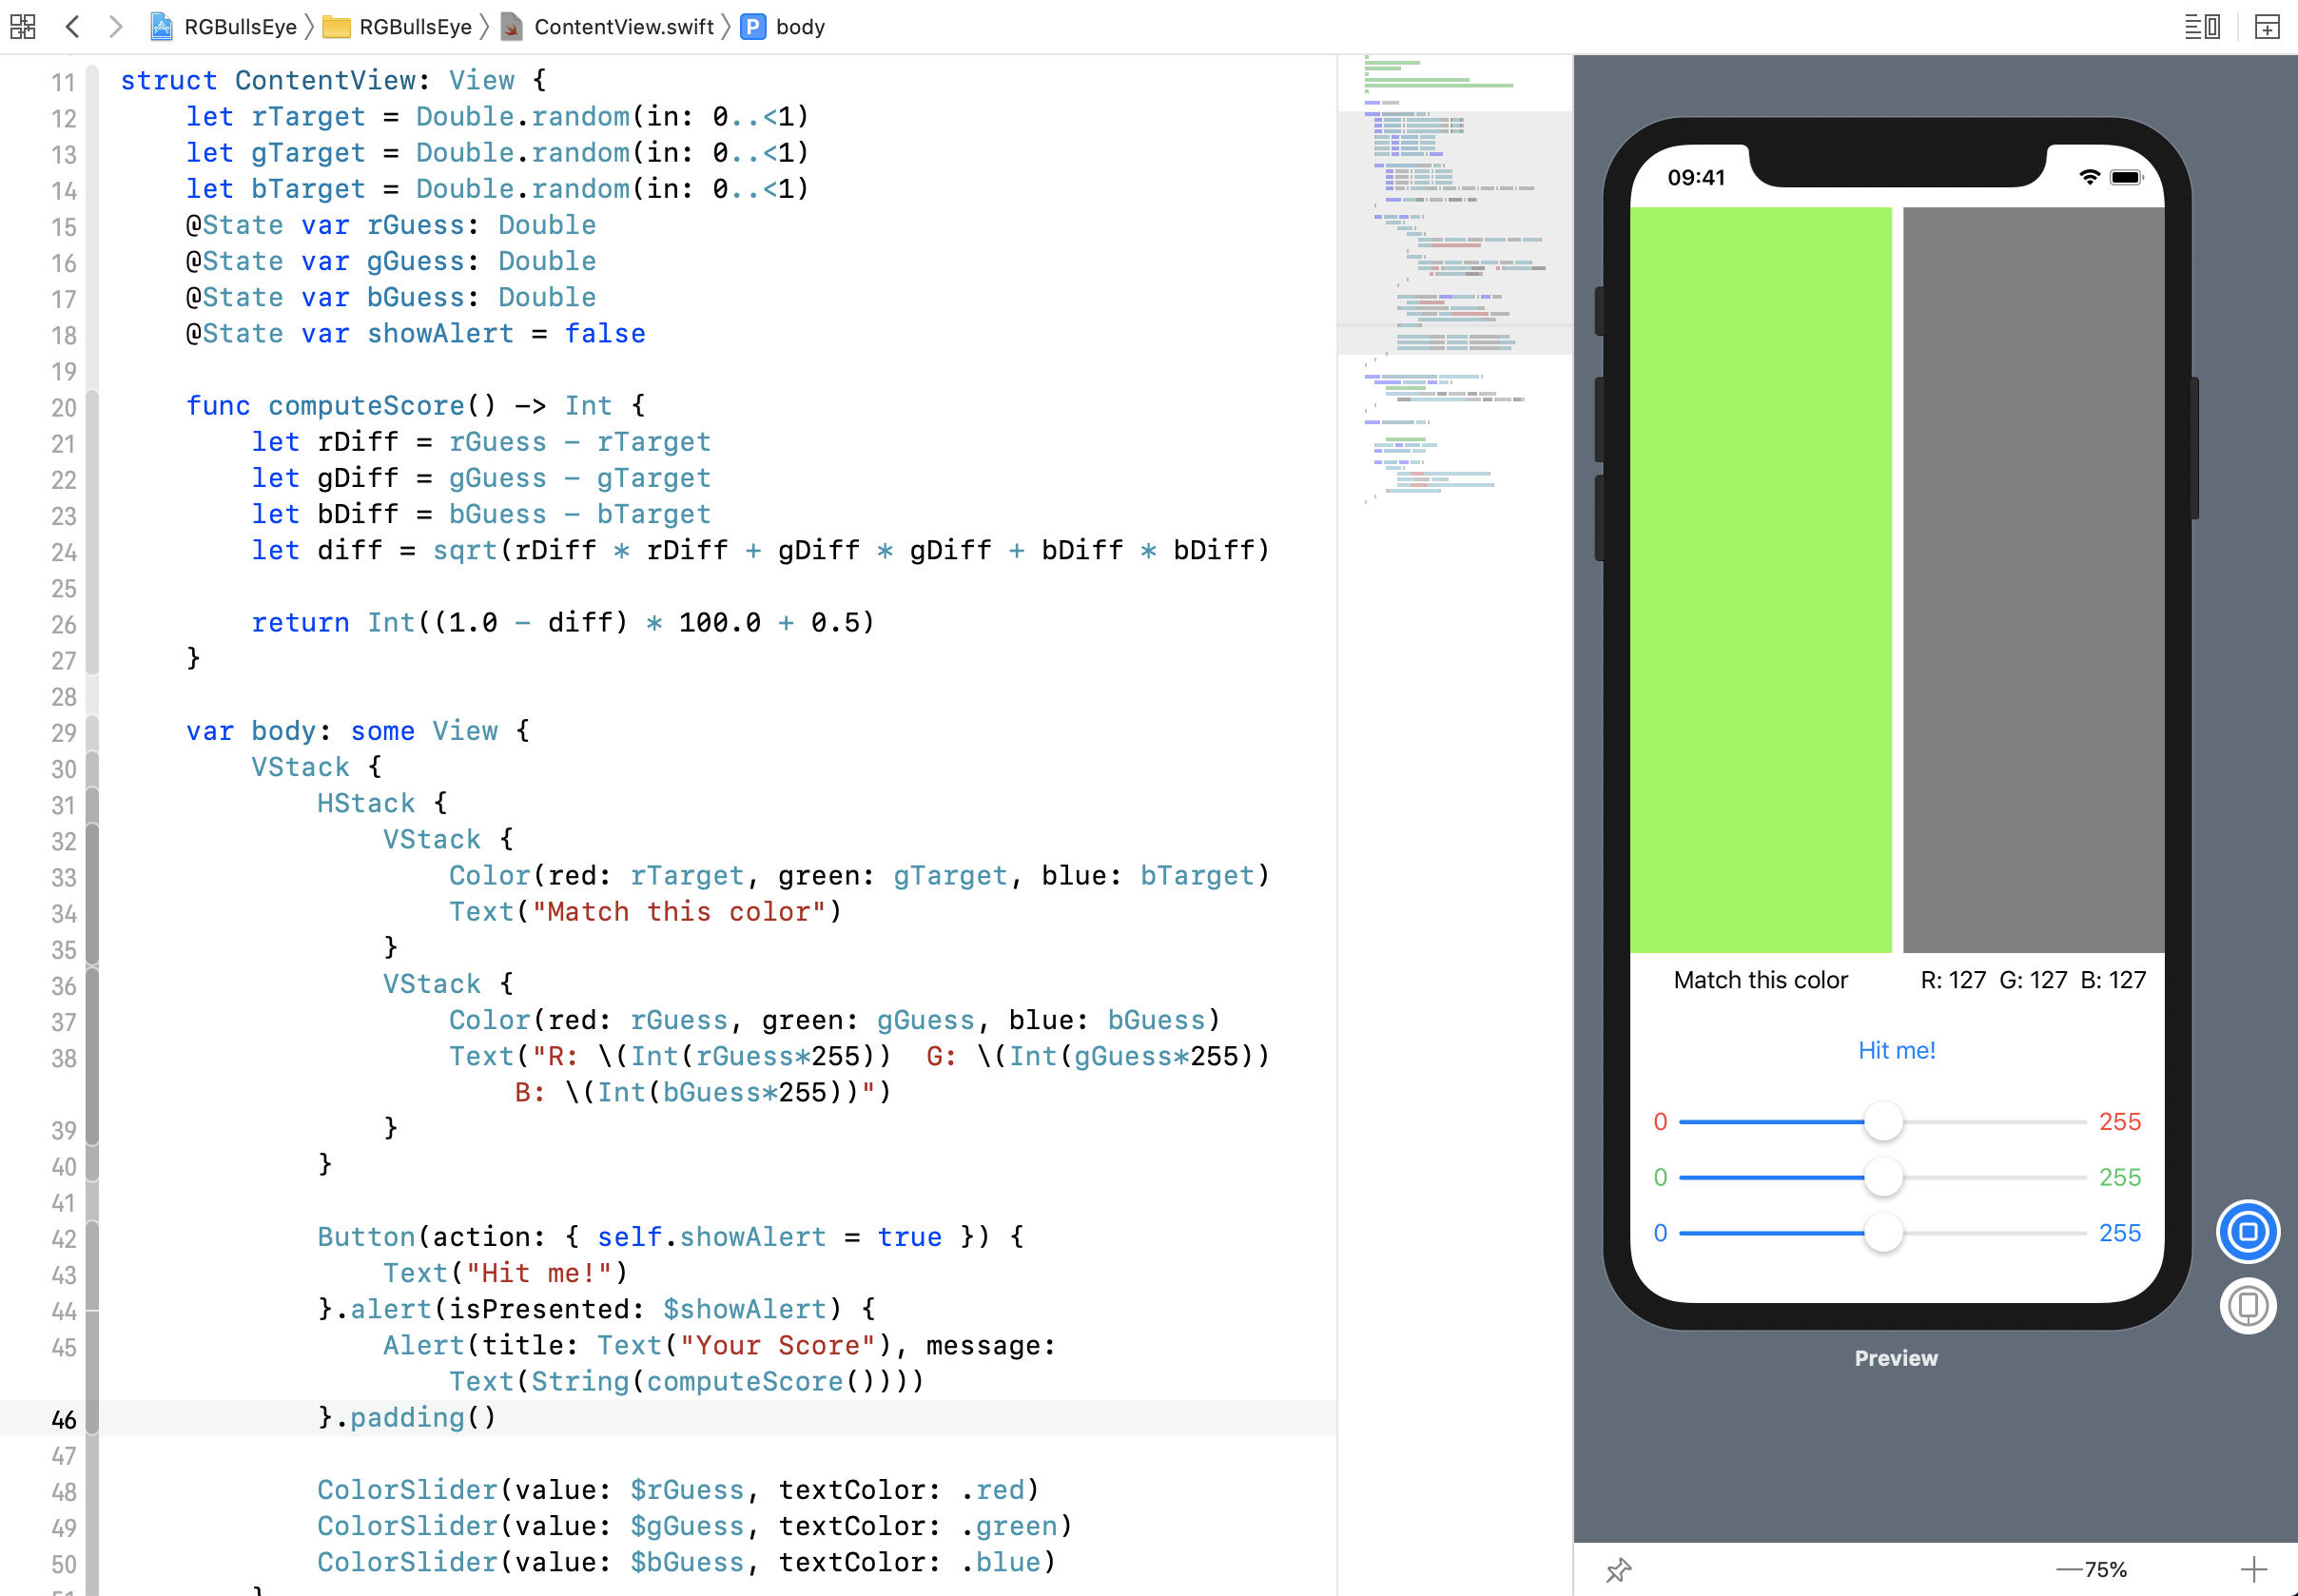 RGBullsEye RGBullsEye ContentView.swift P body
11 struct ContentView: View {
12 let rTarget = Double.random(in: 0..<1)
13 let gTarget = Double.random(in: 0..<1)
14 let bTarget = Double.random(in: 0..<1)
15 @State var rGuess: Double
16 @State var gGuess: Double
17 @State var bGuess: Double
18 @State var showAlert = false
19
20 func computeScore() -> Int {
21 let rDiff = rGuess - rTarget
22 let gDiff = gGuess - gTarget
23 let bDiff = bGuess - bTarget
24 let diff = sqrt(rDiff * rDiff + gDiff * gDiff + bDiff * bDiff)
25
26 return Int((1.0 - diff) * 100.0 + 0.5)
27 }
28
29 var body: some View {
30 VStack {
31 HStack {
32 VStack {
33 Color(red: rTarget, green: gTarget, blue: bTarget)
34 Text("Match this color")
35 }
36 VStack {
37 Color(red: rGuess, green: gGuess, blue: bGuess)
38 Text("R: \(Int(rGuess*255))  G: \(Int(gGuess*255))
B: \(Int(bGuess*255))")
39 }
40 }
41
42 Button(action: { self.showAlert = true }) {
43 Text("Hit me!")
44 }.alert(isPresented: $showAlert) {
45 Alert(title: Text("Your Score"), message:
Text(String(computeScore())))
46 }.padding()
47
48 ColorSlider(value: $rGuess, textColor: .red)
49 ColorSlider(value: $gGuess, textColor: .green)
50 ColorSlider(value: $bGuess, textColor: .blue)
09:41
Match this color
R: 127 G: 127 B: 127
Hit me!
0 255
0 255
0 255
Preview
75%